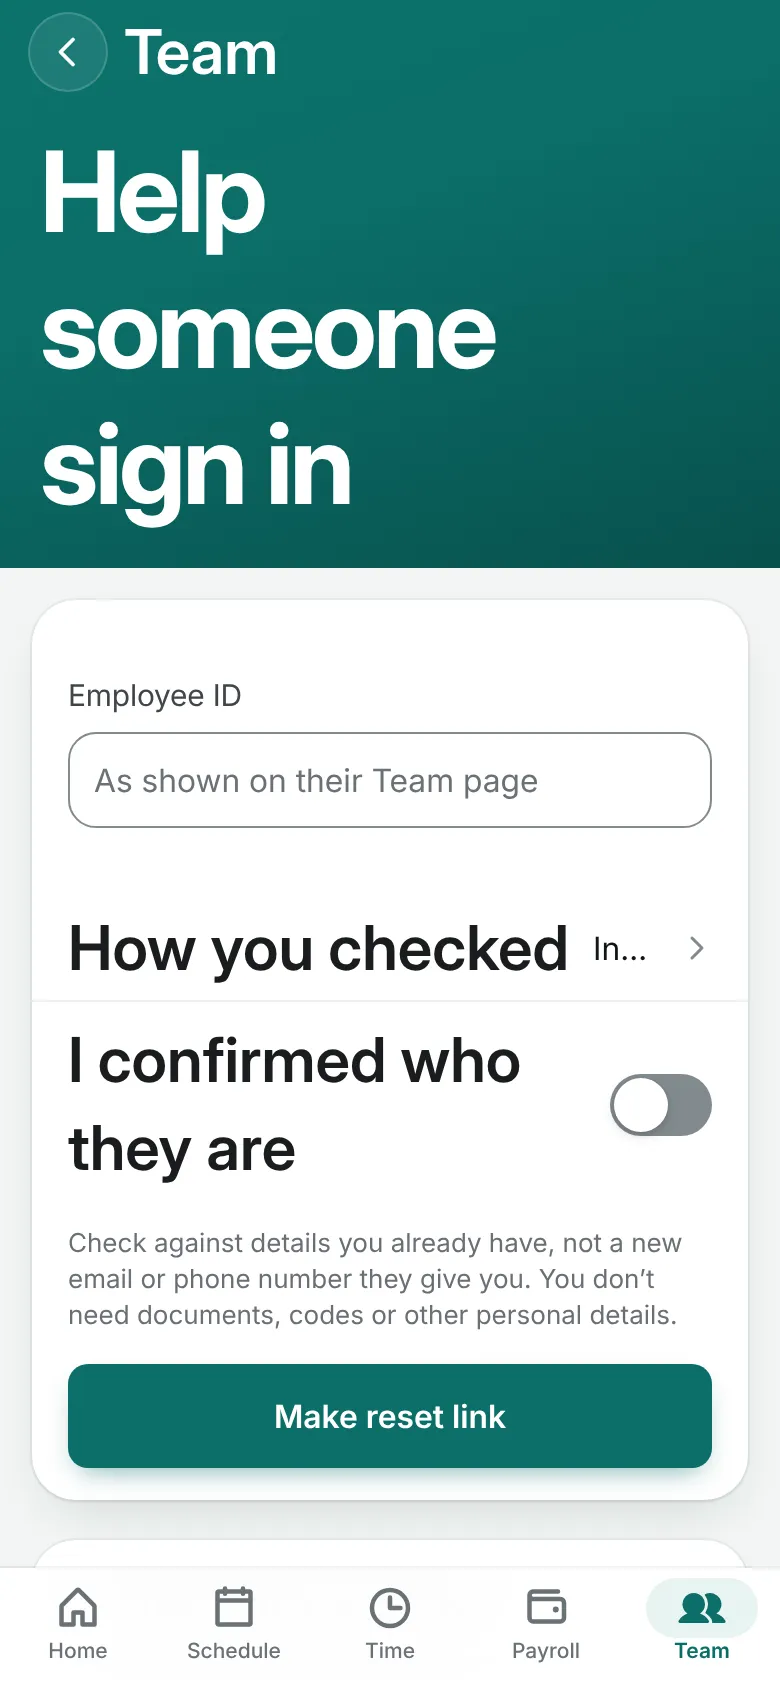 Team
Help
someone
sign in
Employee ID
As shown on their Team page
How you checked In...
I confirmed who
they are
Check against details you already have, not a new
email or phone number they give you. You don’t
need documents, codes or other personal details.
Make reset link
Home Schedule Time Payroll Team